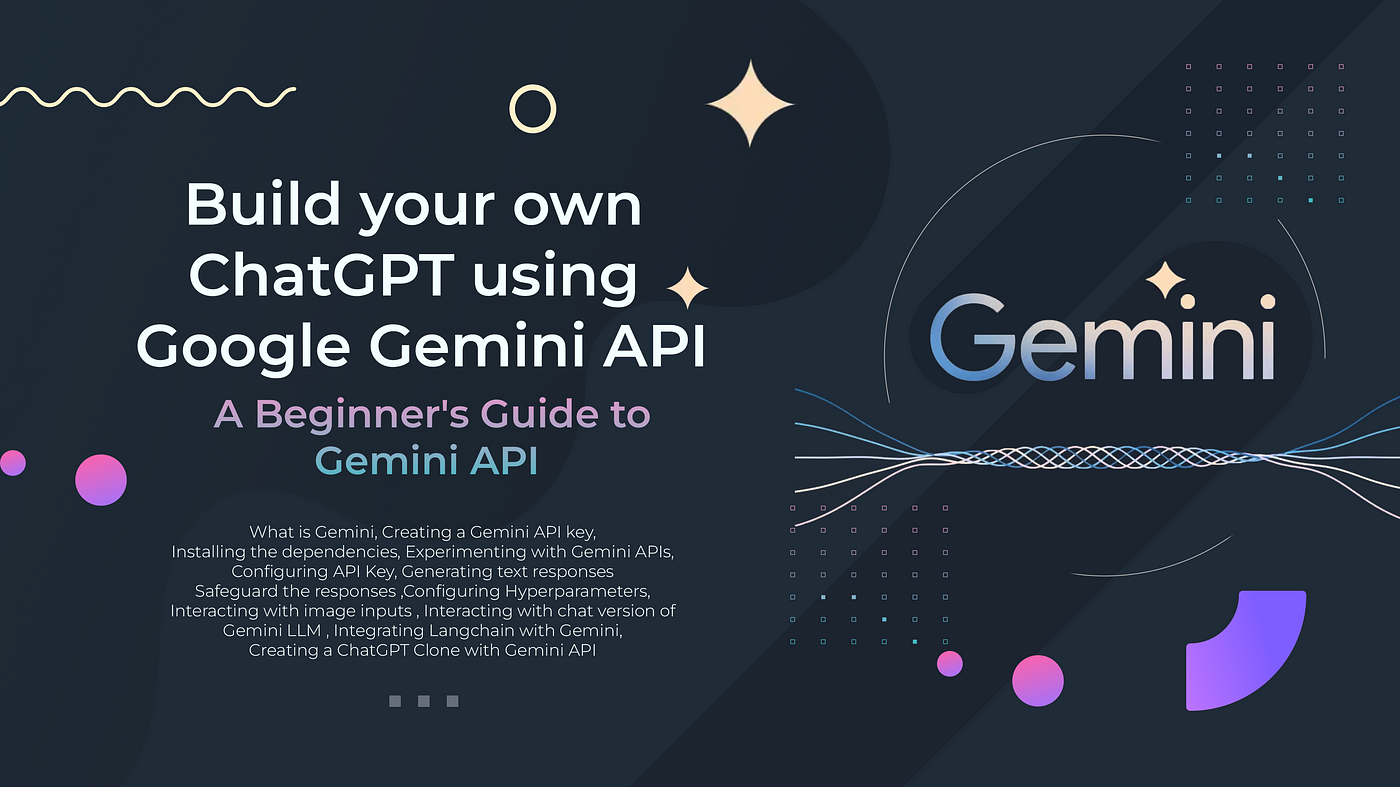 Build your own
ChatGPT using
Google Gemini API
A Beginner's Guide to
Gemini API
What is Gemini, Creating a Gemini API key,
Installing the dependencies, Experimenting with Gemini APIs,
Configuring API Key, Generating text responses
Safeguard the responses ,Configuring Hyperparameters,
Interacting with image inputs , Interacting with chat version of
Gemini LLM , Integrating Langchain with Gemini,
Creating a ChatGPT Clone with Gemini API
Gemini